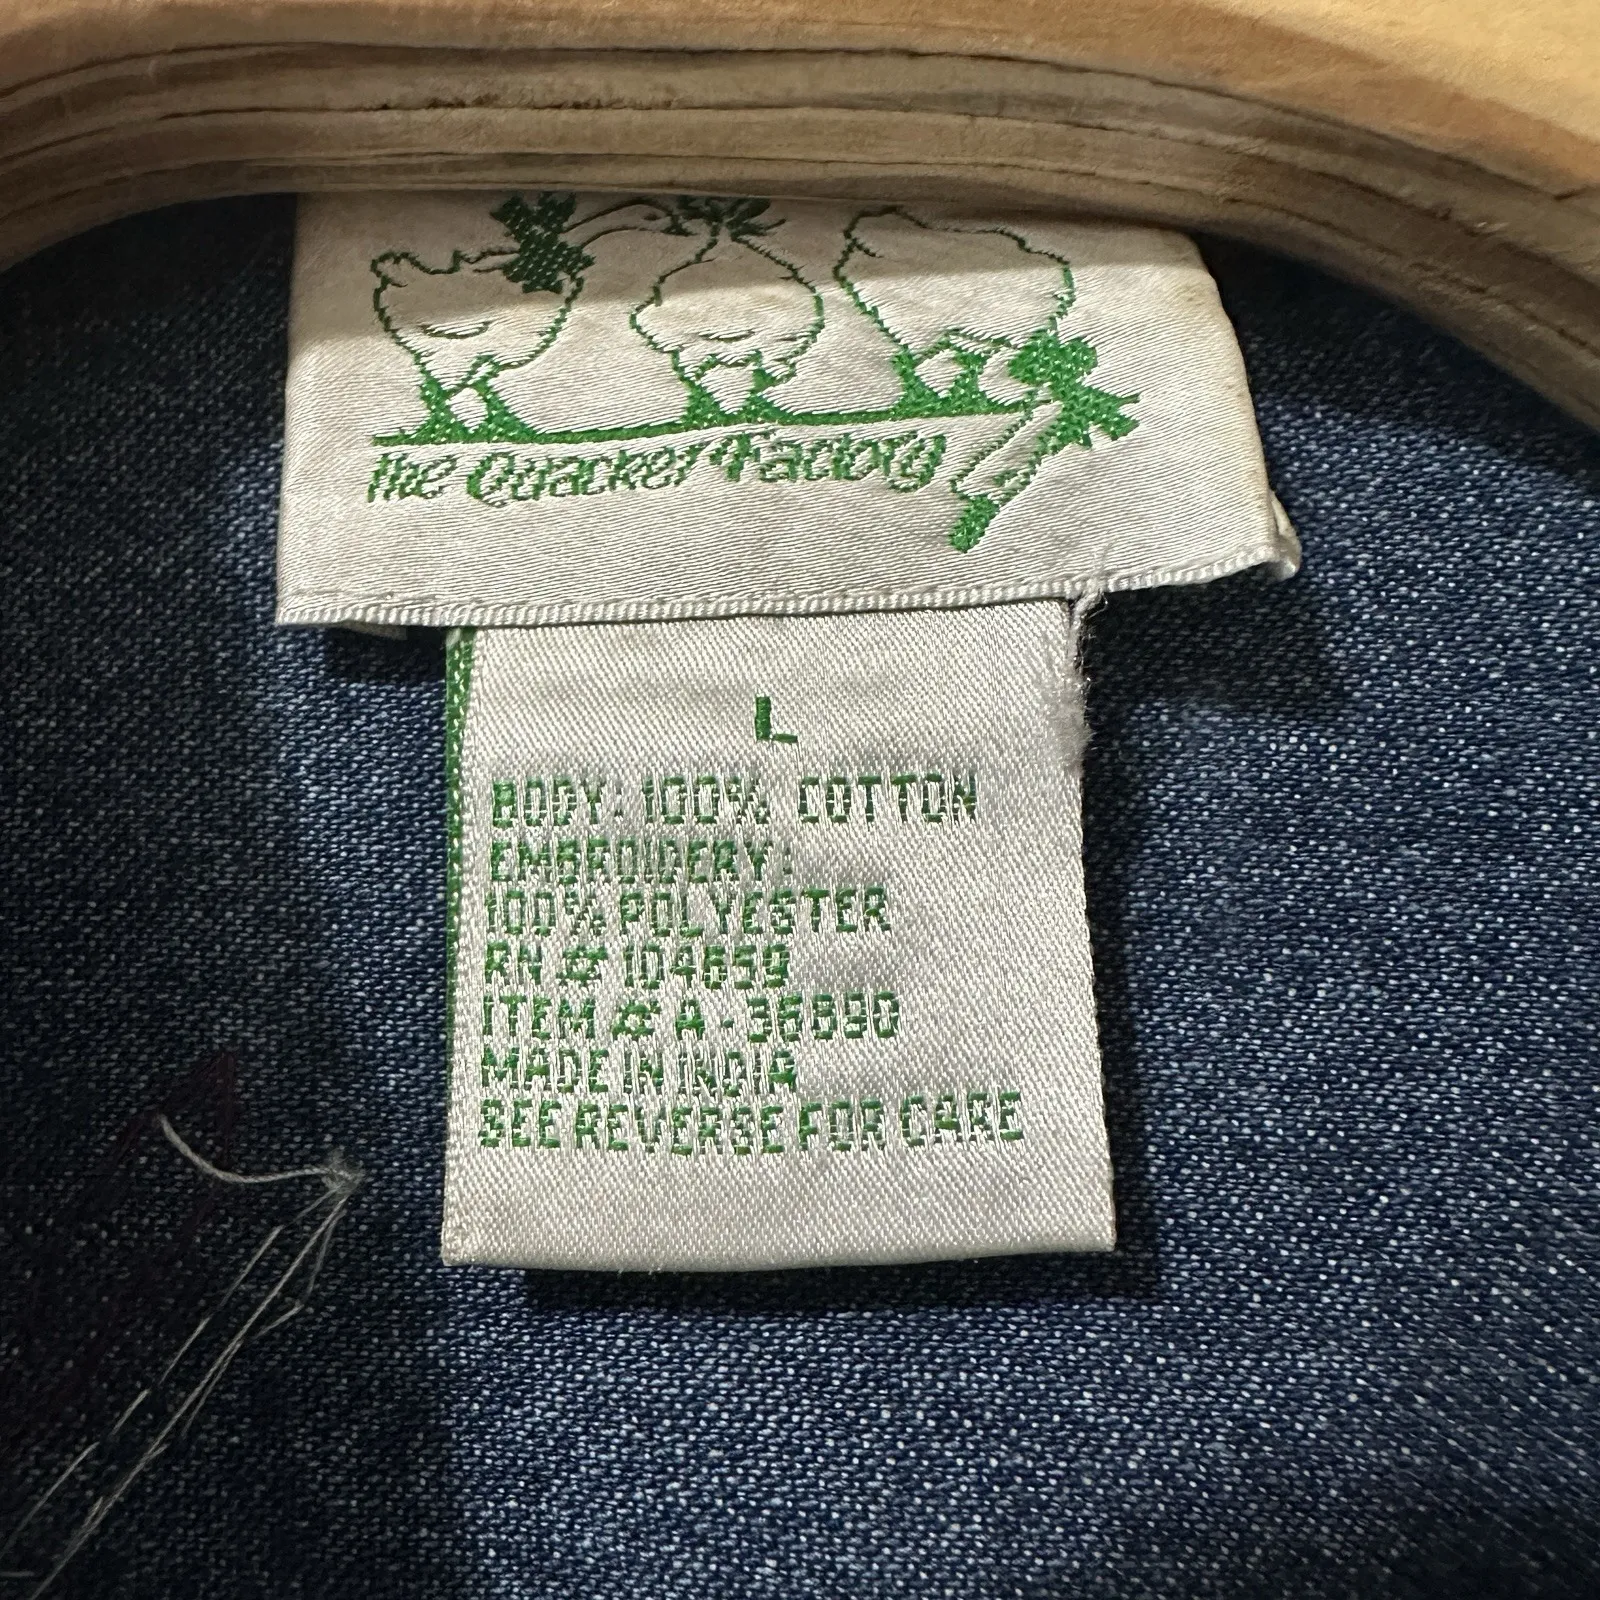 The Quacker Factory
L
BODY: 100% COTTON
EMBROIDERY:
100% POLYESTER
RN # 104659
ITEM # A-36890
MADE IN INDIA
SEE REVERSE FOR CARE